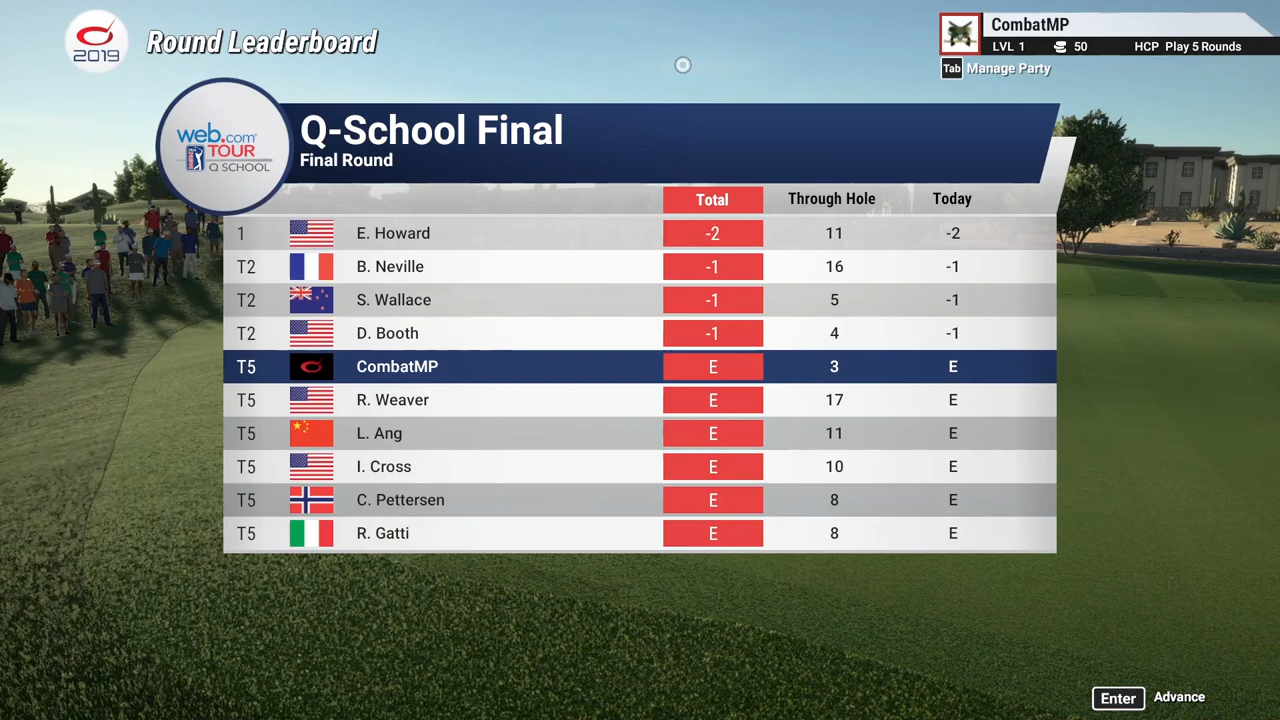 2019
Round Leaderboard
CombatMP
LVL 1 50 HCP Play 5 Rounds
Tab Manage Party
web.com®
TOUR
Q SCHOOL
Q-School Final
Final Round
Total Through Hole Today
1 E. Howard -2 11 -2
T2 B. Neville -1 16 -1
T2 S. Wallace -1 5 -1
T2 D. Booth -1 4 -1
T5 CombatMP E 3 E
T5 R. Weaver E 17 E
T5 L. Ang E 11 E
T5 I. Cross E 10 E
T5 C. Pettersen E 8 E
T5 R. Gatti E 8 E
Enter Advance